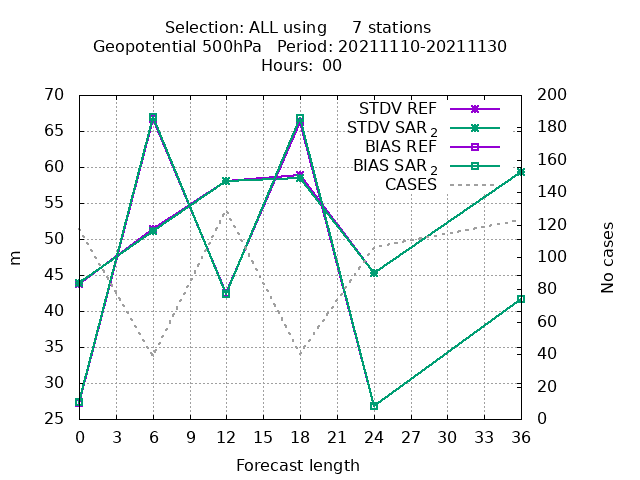 Selection: ALL using     7 stations
Geopotential 500hPa   Period: 20211110-20211130
Hours: 00
STDV REF
STDV SAR 2
BIAS REF
BIAS SAR 2
CASES
70
65
60
55
50
45
40
35
30
25
m
200
180
160
140
120
100
80
60
40
20
0
No cases
0 3 6 9 12 15 18 21 24 27 30 33 36
Forecast length